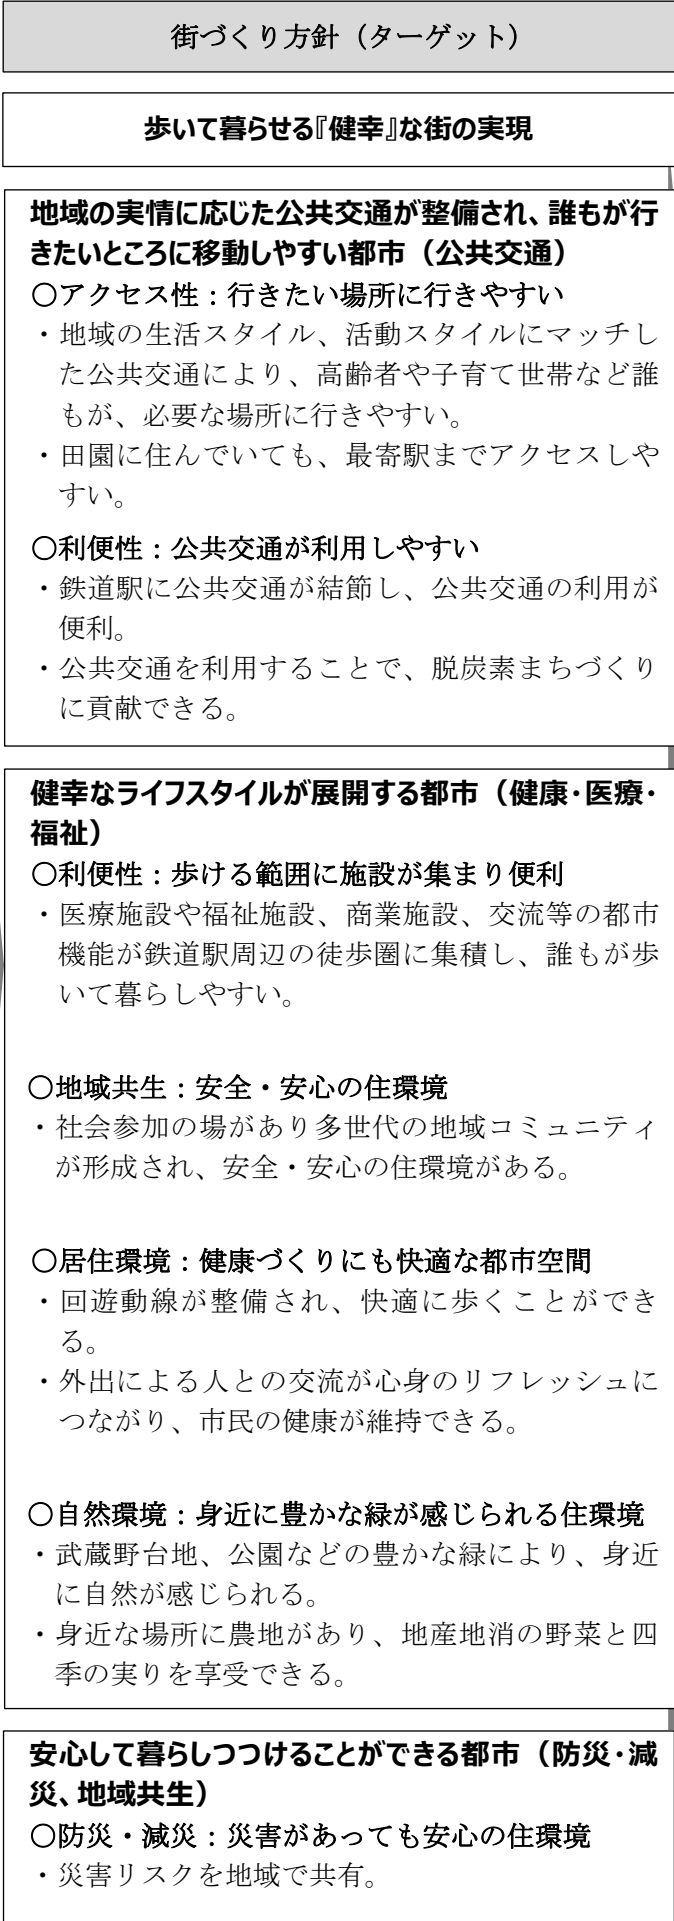 街づくり方針（ターゲット）
歩いて暮らせる『健幸』な街の実現
地域の実情に応じた公共交通が整備され、誰もが行
きたいところに移動しやすい都市（公共交通）
〇アクセス性：行きたい場所に行きやすい
・地域の生活スタイル、活動スタイルにマッチし
た公共交通により、高齢者や子育て世帯など誰
もが、必要な場所に行きやすい。
・田園に住んでいても、最寄駅までアクセスしや
すい。
〇利便性：公共交通が利用しやすい
・鉄道駅に公共交通が結節し、公共交通の利用が
便利。
・公共交通を利用することで、脱炭素まちづくり
に貢献できる。
健幸なライフスタイルが展開する都市（健康・医療・
福祉）
〇利便性：歩ける範囲に施設が集まり便利
・医療施設や福祉施設、商業施設、交流等の都市
機能が鉄道駅周辺の徒歩圏に集積し、誰もが歩
いて暮らしやすい。
〇地域共生：安全・安心の住環境
・社会参加の場があり多世代の地域コミュニティ
が形成され、安全・安心の住環境がある。
〇居住環境：健康づくりにも快適な都市空間
・回遊動線が整備され、快適に歩くことができ
る。
・外出による人との交流が心身のリフレッシュに
つながり、市民の健康が維持できる。
〇自然環境：身近に豊かな緑が感じられる住環境
・武蔵野台地、公園などの豊かな緑により、身近
に自然が感じられる。
・身近な場所に農地があり、地産地消の野菜と四
季の実りを享受できる。
安心して暮らしつづけることができる都市（防災・減
災、地域共生）
〇防災・減災：災害があっても安心の住環境
・災害リスクを地域で共有。